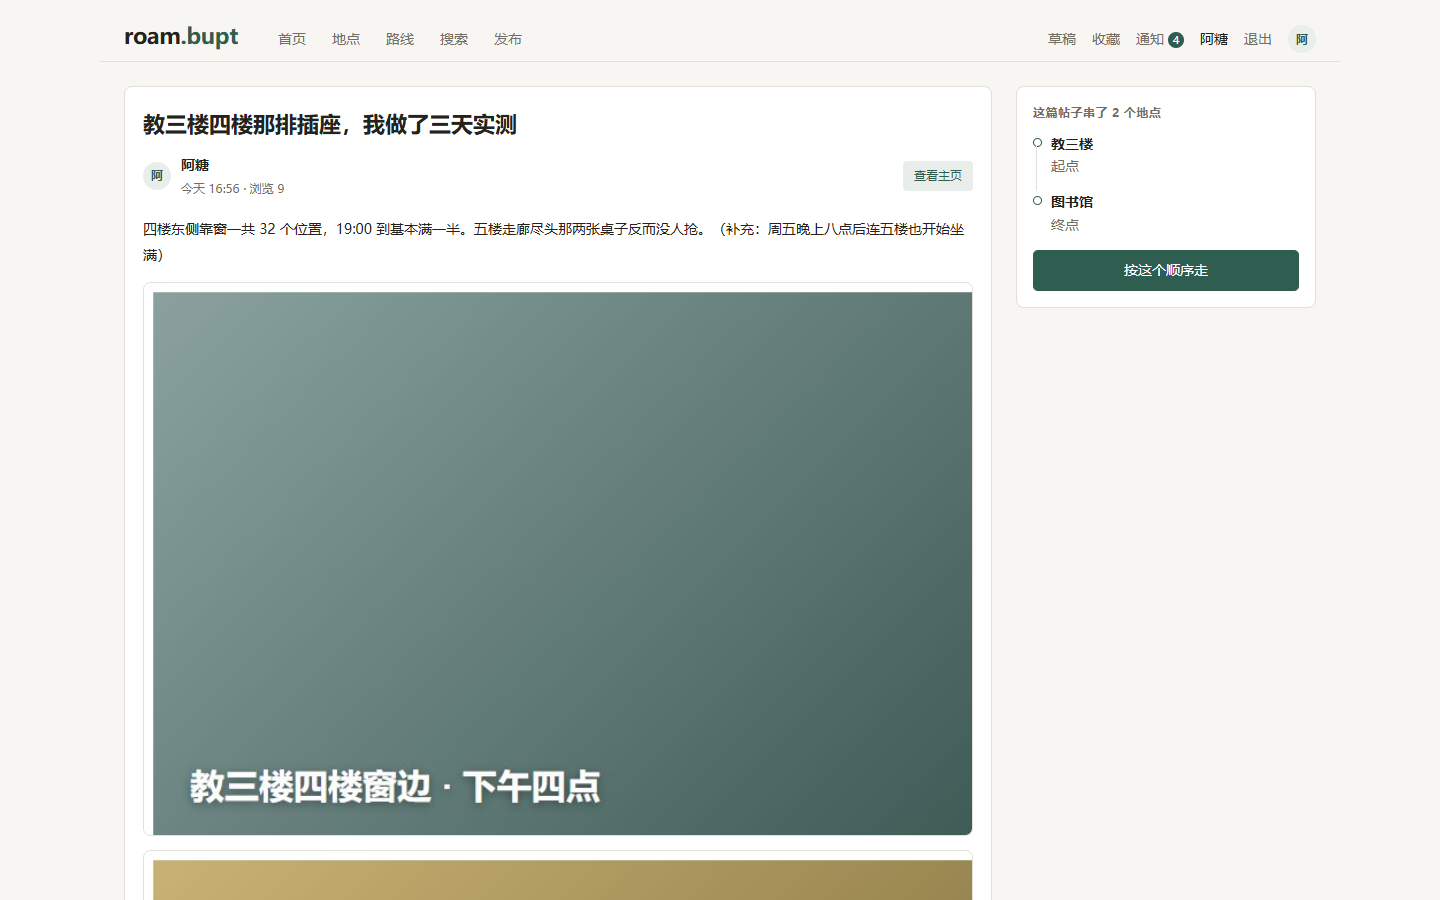 roam.bupt 首页 地点 路线 搜索 发布 草稿 收藏 通知 4 阿糖 退出 阿
教三楼四楼那排插座，我做了三天实测
阿
阿糖
今天 16:56 · 浏览 9
查看主页
四楼东侧靠窗一共 32 个位置，19:00 到基本满一半。五楼走廊尽头那两张桌子反而没人抢。（补充：周五晚上八点后连五楼也开始坐
满）
教三楼四楼窗边 · 下午四点
这篇帖子串了 2 个地点
教三楼
起点
图书馆
终点
按这个顺序走